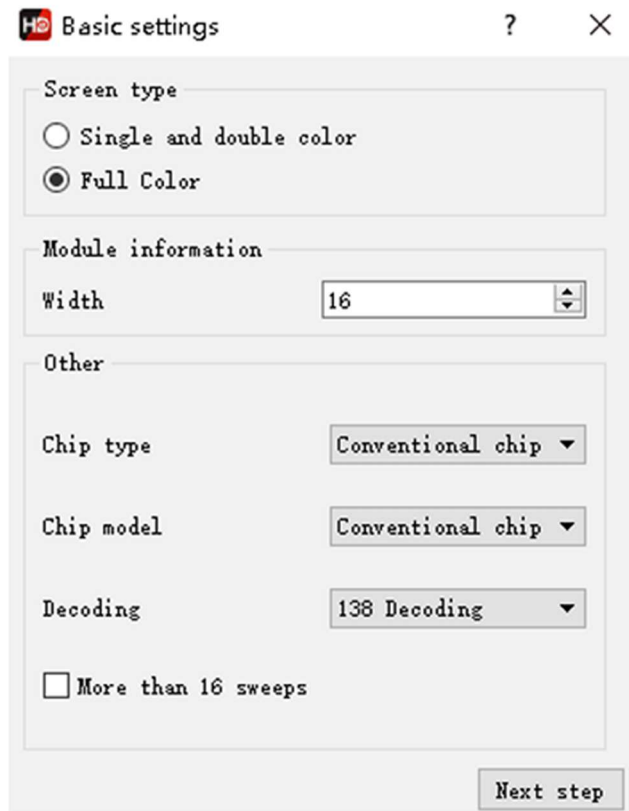 HD Basic settings ? ×
Screen type
Single and double color
Full Color
Module information
Width 16
Other
Chip type Conventional chip
Chip model Conventional chip
Decoding 138 Decoding
More than 16 sweeps
Next step